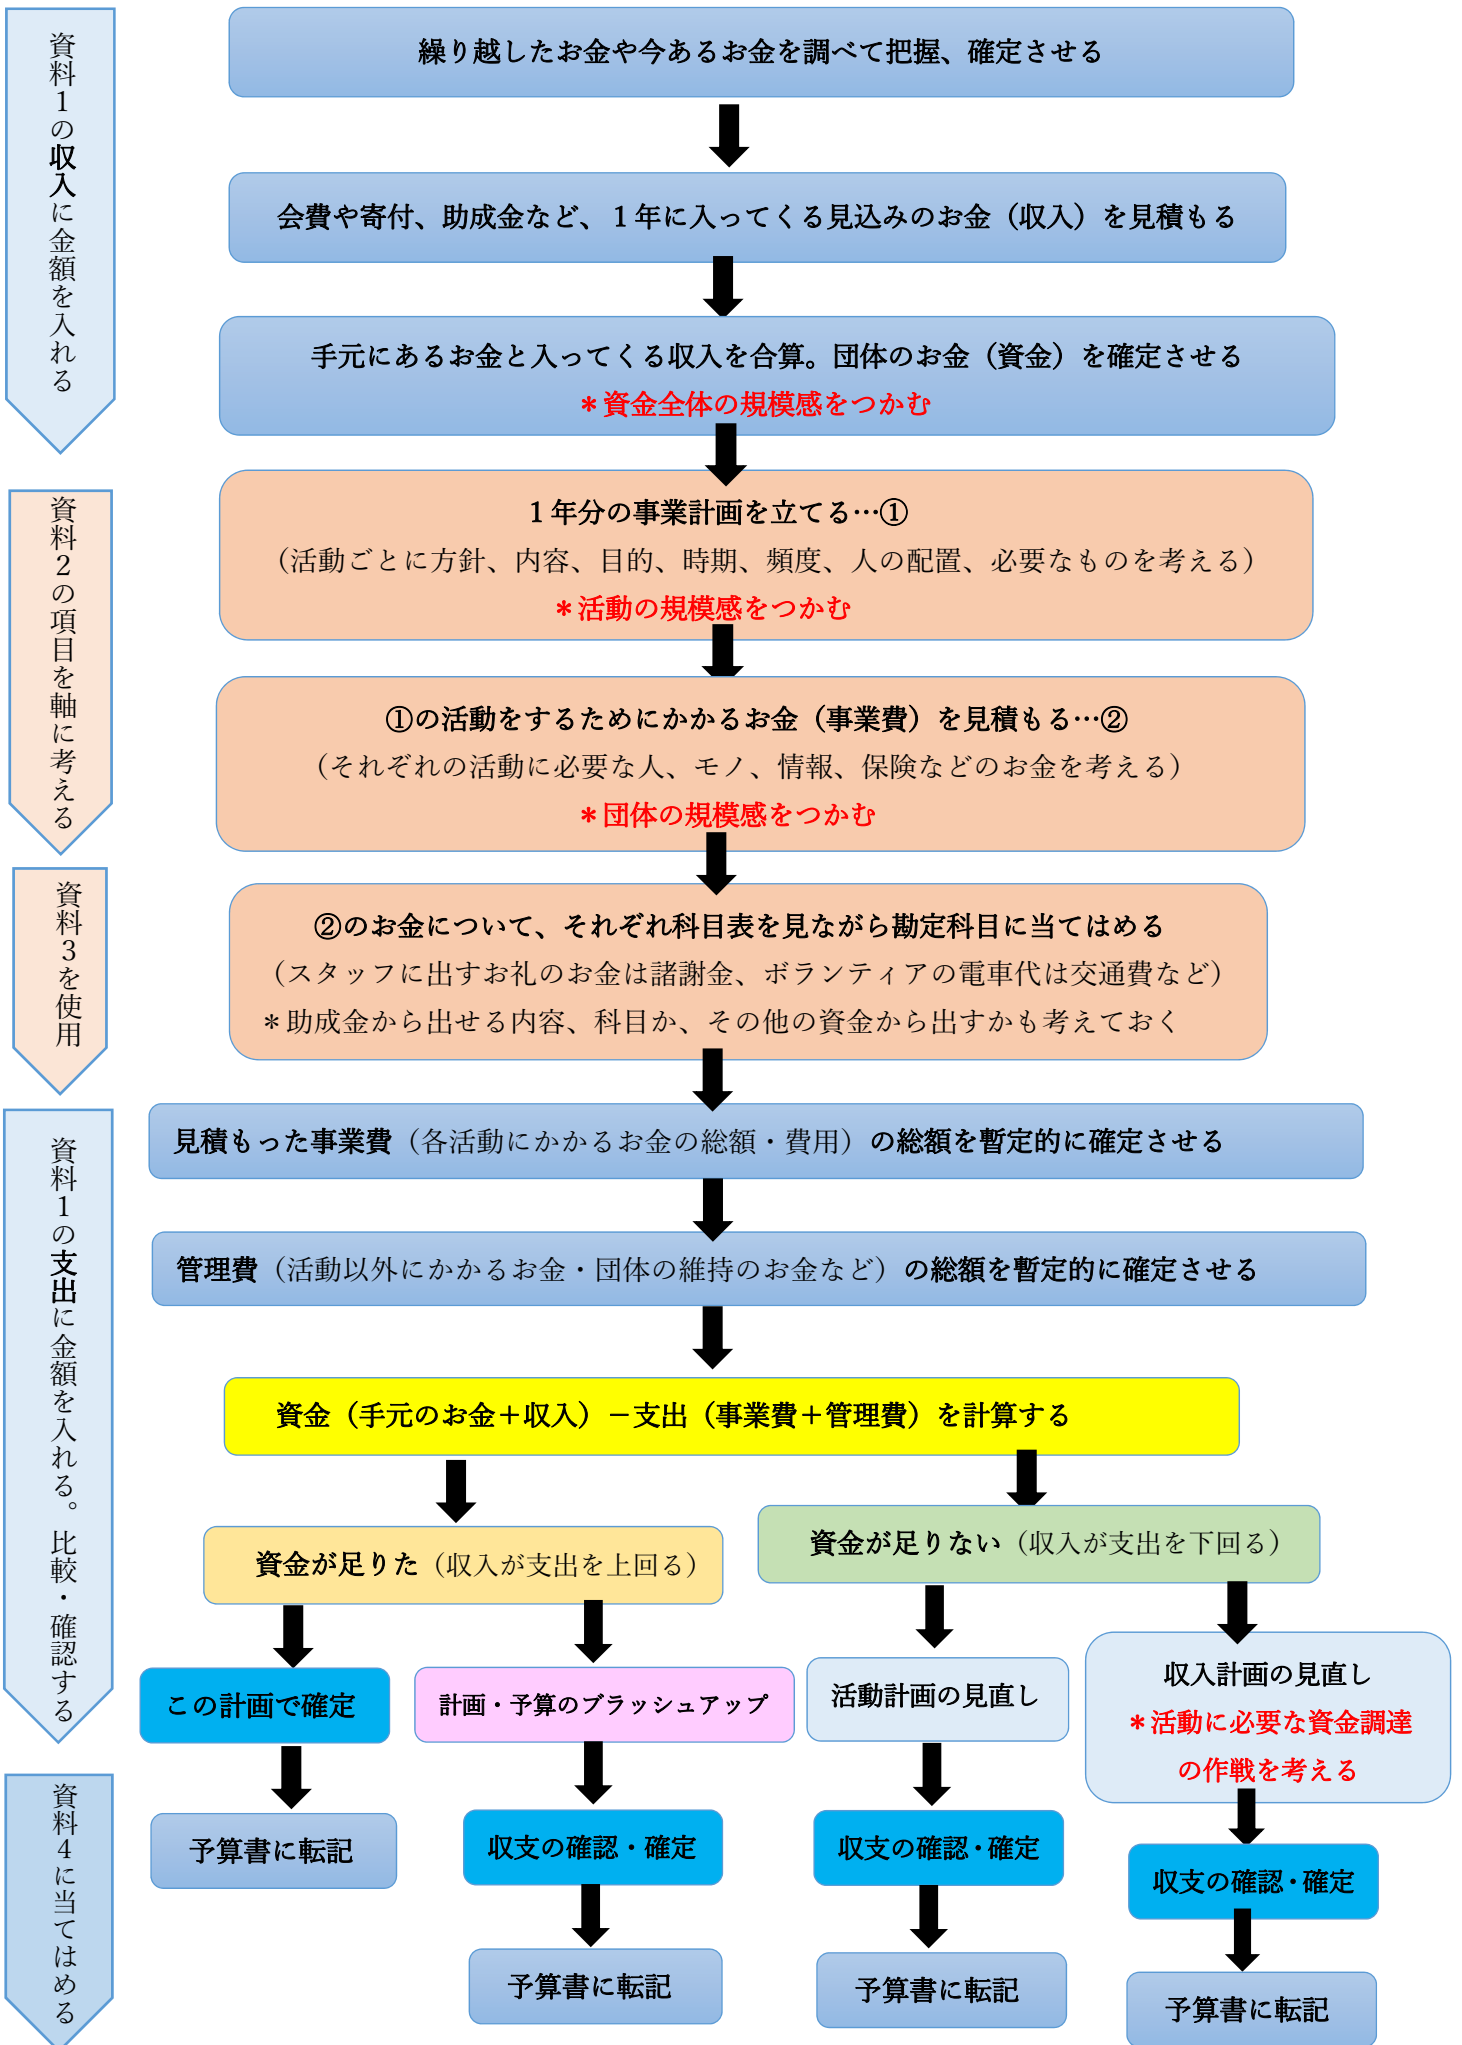 資料1の収入に金額を入れる
繰り越したお金や今あるお金を調べて把握、確定させる
会費や寄付、助成金など、１年に入ってくる見込みのお金（収入）を見積もる
手元にあるお金と入ってくる収入を合算。団体のお金（資金）を確定させる
＊資金全体の規模感をつかむ
資料2の項目を軸に考える
１年分の事業計画を立てる…①
（活動ごとに方針、内容、目的、時期、頻度、人の配置、必要なものを考える）
＊活動の規模感をつかむ
①の活動をするためにかかるお金（事業費）を見積もる…②
（それぞれの活動に必要な人、モノ、情報、保険などのお金を考える）
＊団体の規模感をつかむ
資料3を使用
②のお金について、それぞれ科目表を見ながら勘定科目に当てはめる
（スタッフに出すお礼のお金は諸謝金、ボランティアの電車代は交通費など）
＊助成金から出せる内容、科目か、その他の資金から出すかも考えておく
資料1の支出に金額を入れる。比較・確認する
見積もった事業費（各活動にかかるお金の総額・費用）の総額を暫定的に確定させる
管理費（活動以外にかかるお金・団体の維持のお金など）の総額を暫定的に確定させる
資金（手元のお金＋収入）－支出（事業費＋管理費）を計算する
資金が足りた（収入が支出を上回る）
資金が足りない（収入が支出を下回る）
この計画で確定
計画・予算のブラッシュアップ
活動計画の見直し
収入計画の見直し
＊活動に必要な資金調達
の作戦を考える
資料4に当てはめる
予算書に転記
収支の確認・確定
収支の確認・確定
収支の確認・確定
予算書に転記
予算書に転記
予算書に転記